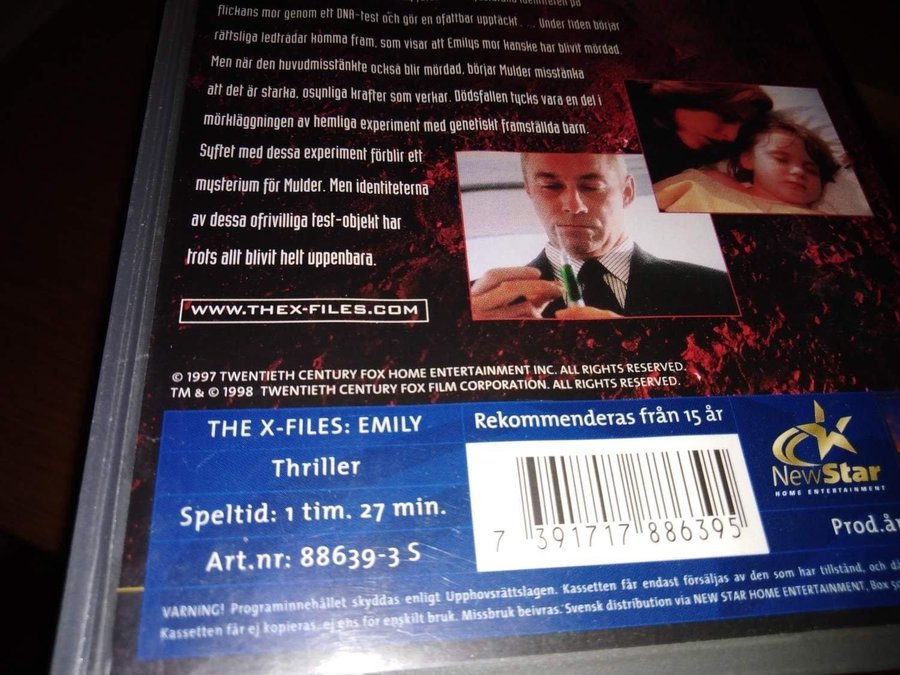 identiteten på
flickans mor genom ett DNA-test och gör en ofattbar upptäckt. ... Under tiden börjar
rättsliga ledtrådar komma fram, som visar att Emilys mor kanske har blivit mördad.
Men när den huvudmisstänkte också blir mördad, börjar Mulder misstänka
att det är starka, osynliga krafter som verkar. Dödsfallen tycks vara en del i
mörkläggningen av hemliga experiment med genetiskt framställda barn.
Syftet med dessa experiment förblir ett
mysterium för Mulder. Men identiteterna
av dessa ofrivilliga test-objekt har
trots allt blivit helt uppenbara.
WWW.THEX-FILES.COM
© 1997 TWENTIETH CENTURY FOX HOME ENTERTAINMENT INC. ALL RIGHTS RESERVED.
TM & © 1998 TWENTIETH CENTURY FOX FILM CORPORATION. ALL RIGHTS RESERVED.
THE X-FILES: EMILY
Thriller
Speltid: 1 tim. 27 min.
Art.nr: 88639-3 S
Rekommenderas från 15 år
7 391717 886395
NewStar
HOME ENTERTAINMENT
Prod.år
VARNING! Programinnehållet skyddas enligt Upphovsrättslagen. Kassetten får endast försäljas av den som har tillstånd, och då
Kassetten får ej kopieras, ej ens för enskilt bruk. Missbruk beivras. Svensk distribution via NEW STAR HOME ENTERTAINMENT, Box